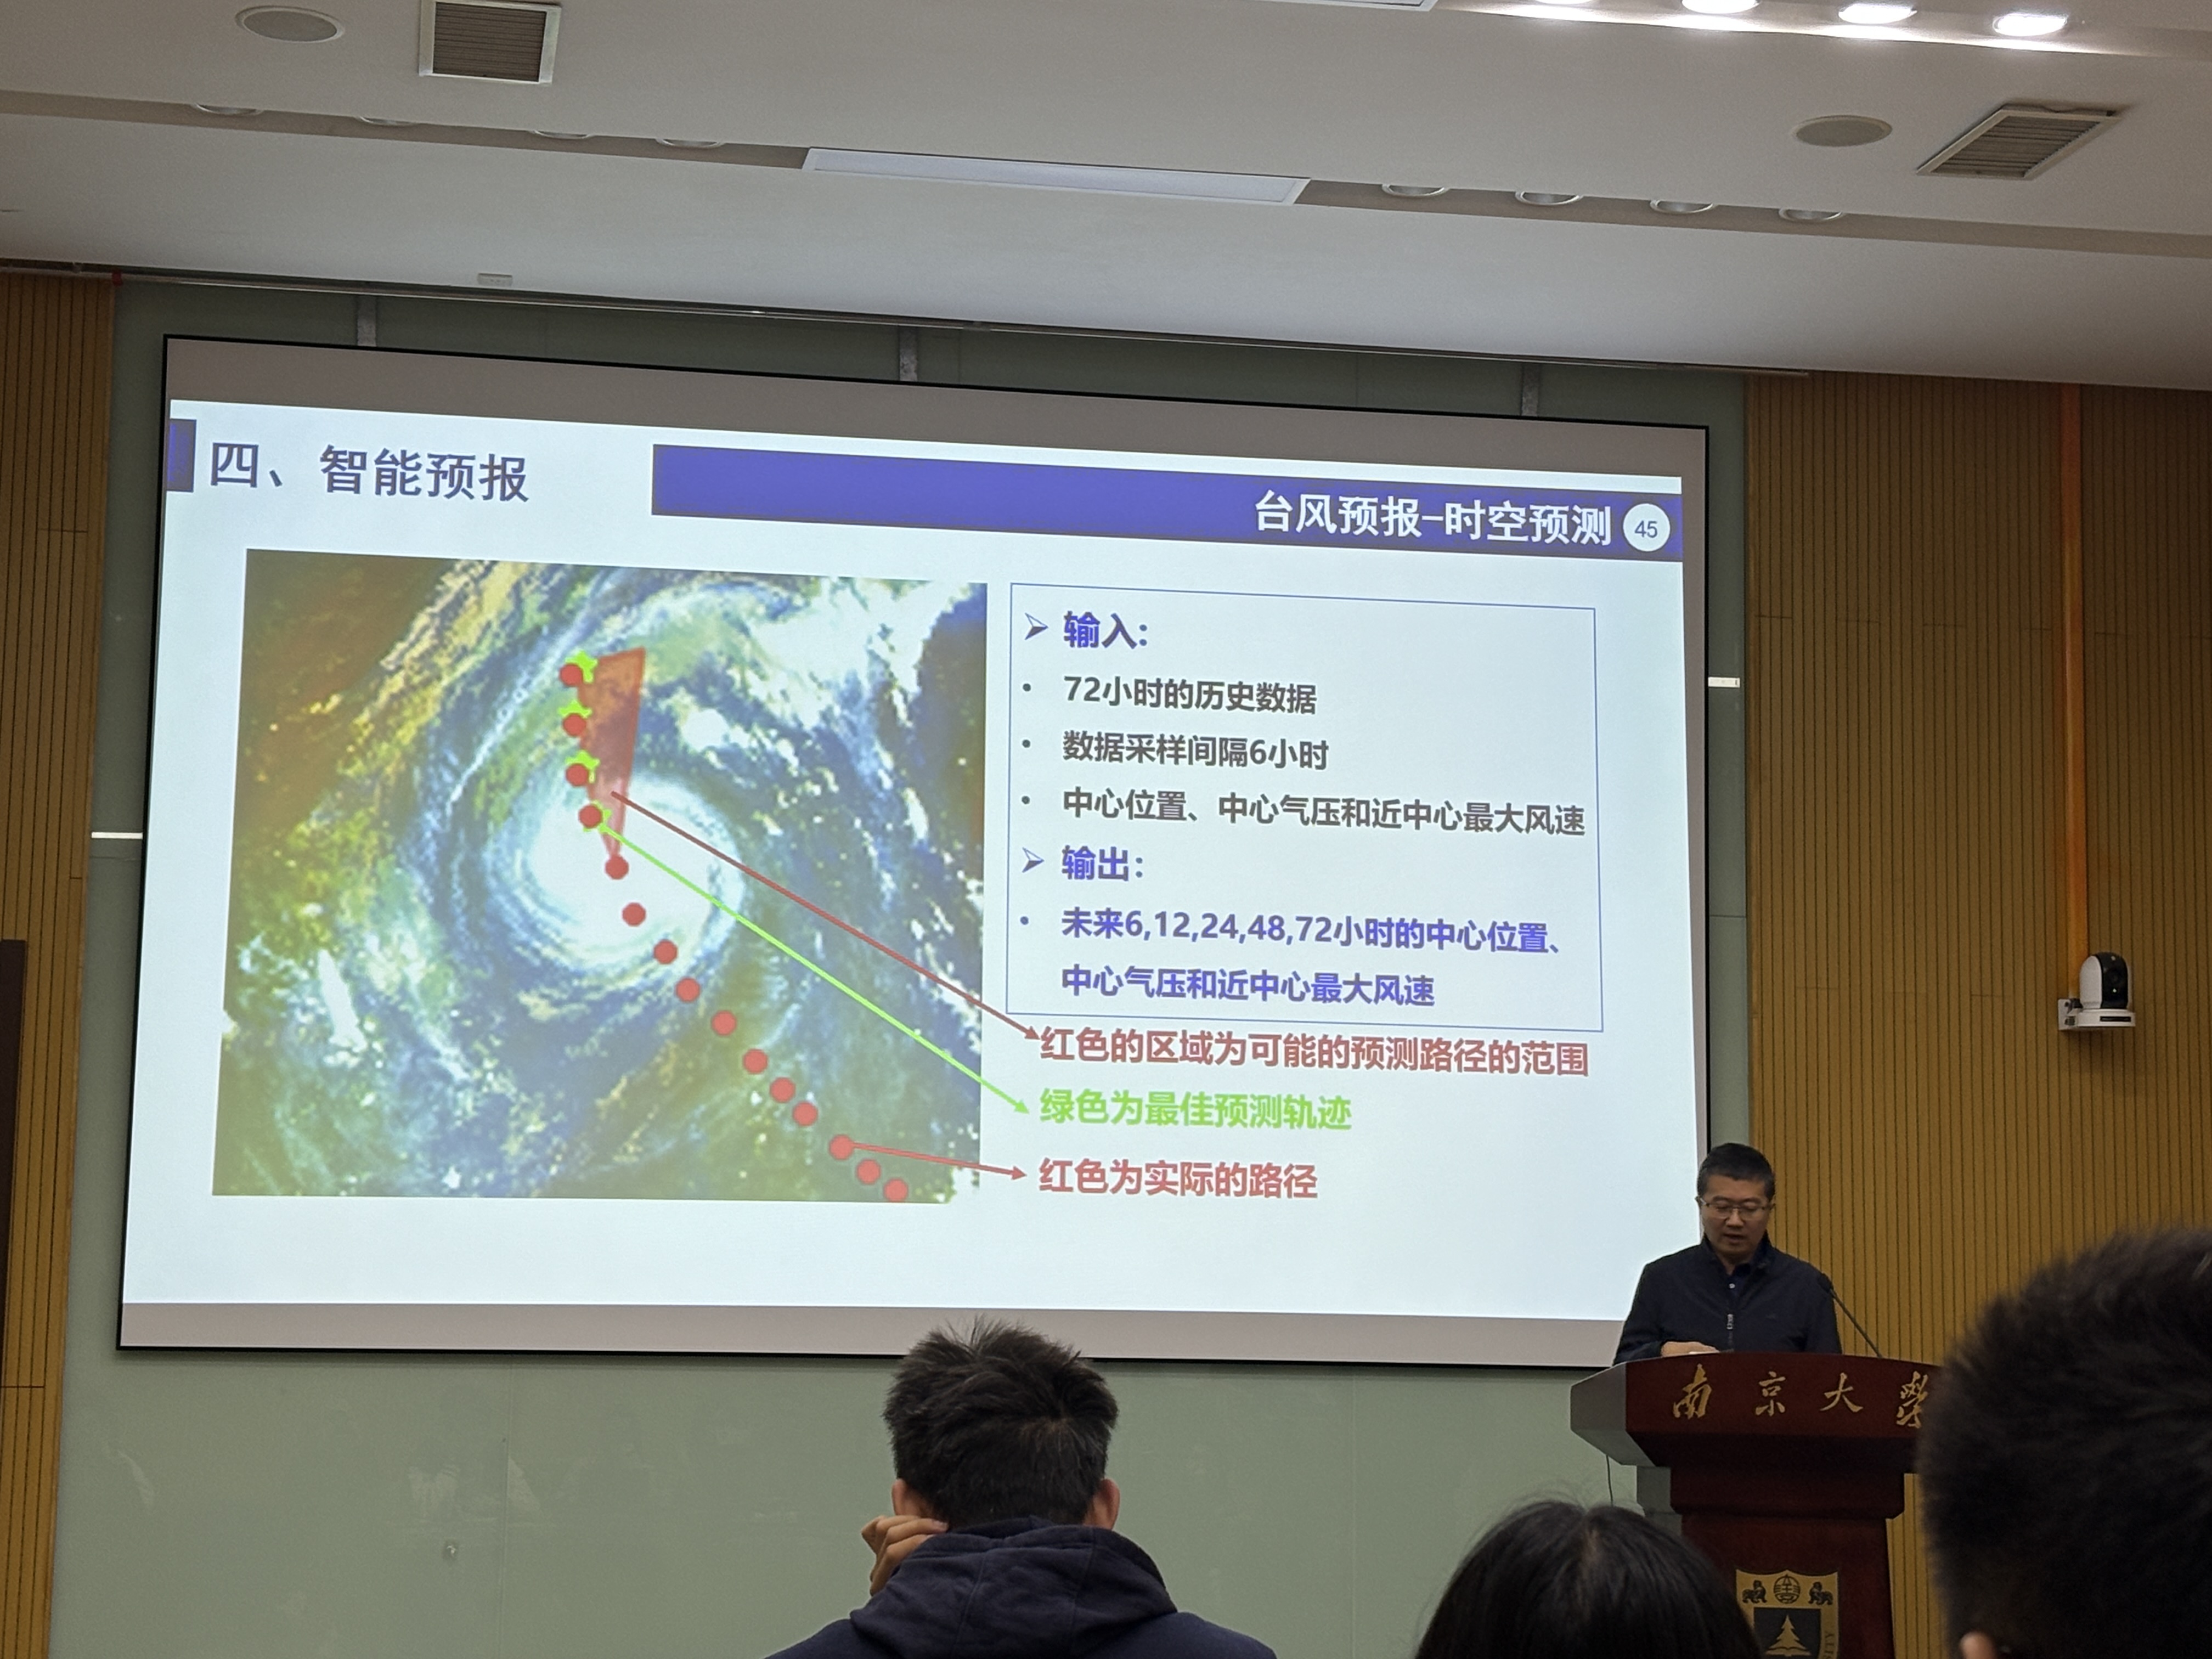 四、智能预报
台风预报-时空预测 45
➢ 输入:
• 72小时的历史数据
• 数据采样间隔6小时
• 中心位置、中心气压和近中心最大风速
➢ 输出:
• 未来6,12,24,48,72小时的中心位置、
中心气压和近中心最大风速
红色的区域为可能的预测路径的范围
绿色为最佳预测轨迹
红色为实际的路径
南京大學